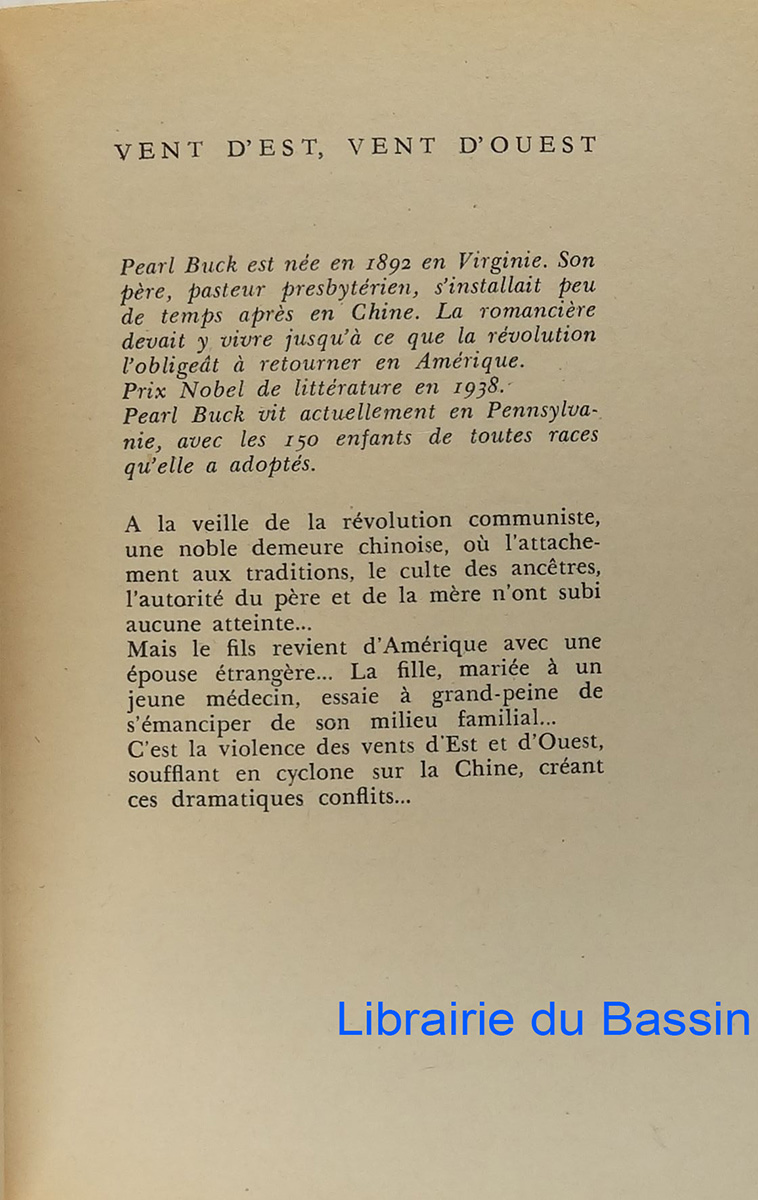 VENT D'EST, VENT D'OUEST
Pearl Buck est née en 1892 en Virginie. Son
père, pasteur presbytérien, s'installait peu
de temps après en Chine. La romancière
devait y vivre jusqu'à ce que la révolution
l'obligeât à retourner en Amérique.
Prix Nobel de littérature en 1938.
Pearl Buck vit actuellement en Pennsylva-
nie, avec les 150 enfants de toutes races
qu'elle a adoptés.
A la veille de la révolution communiste,
une noble demeure chinoise, où l'attache-
ment aux traditions, le culte des ancêtres,
l'autorité du père et de la mère n'ont subi
aucune atteinte...
Mais le fils revient d'Amérique avec une
épouse étrangère... La fille, mariée à un
jeune médecin, essaie à grand-peine de
s'émanciper de son milieu familial...
C'est la violence des vents d'Est et d'Ouest,
soufflant en cyclone sur la Chine, créant
ces dramatiques conflits...
Librairie du Bassin